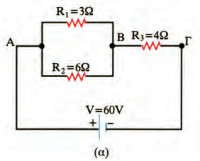 R₁=3Ω
A
B
R₃=4Ω
Γ
R₂=6Ω
V=60V
+
−
(α)